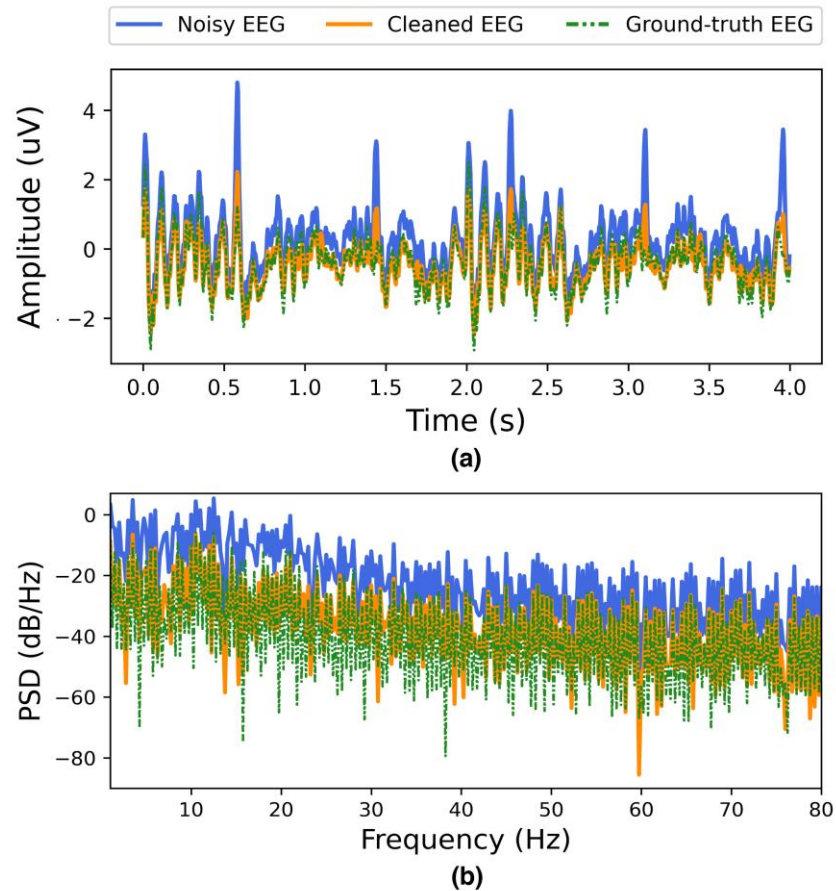 Noisy EEG Cleaned EEG Ground-truth EEG
Amplitude (uV)
4
2
0
−2
0.0 0.5 1.0 1.5 2.0 2.5 3.0 3.5 4.0
Time (s)
(a)
PSD (dB/Hz)
0
−20
−40
−60
−80
10 20 30 40 50 60 70 80
Frequency (Hz)
(b)